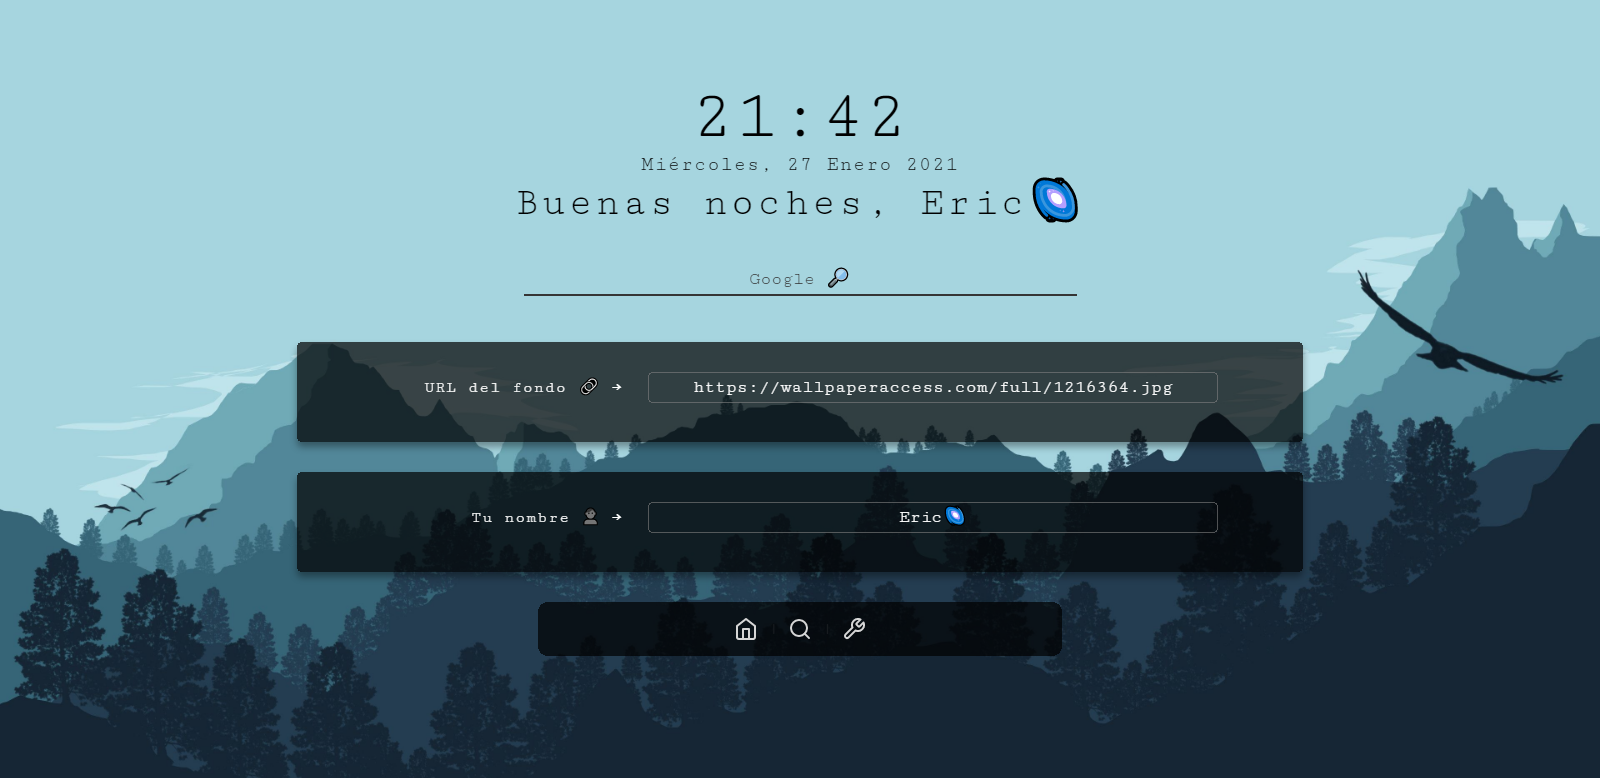 21:42
Miércoles, 27 Enero 2021
Buenas noches, Eric🌀
Google 🔎
URL del fondo 🔗 → https://wallpaperaccess.com/full/1216364.jpg
Tu nombre 👤 → Eric🌀